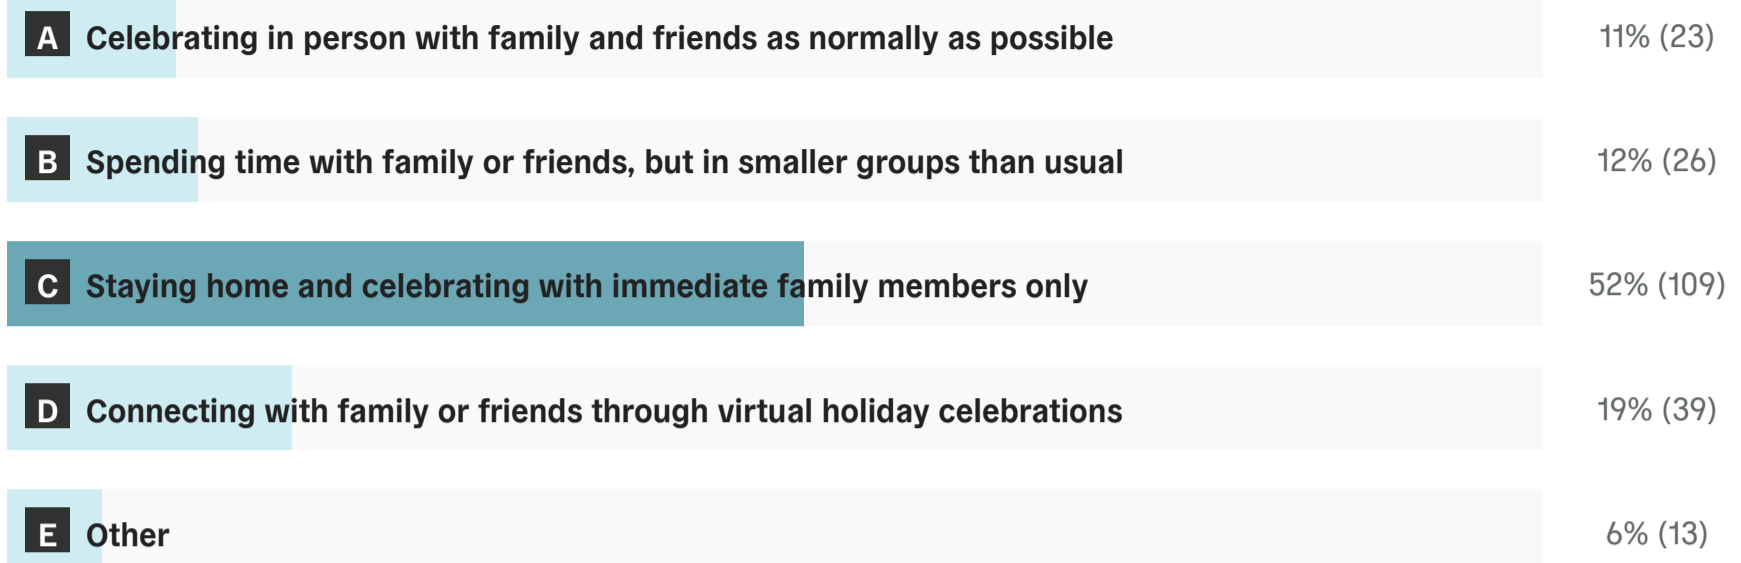 A Celebrating in person with family and friends as normally as possible 11% (23)
B Spending time with family or friends, but in smaller groups than usual 12% (26)
C Staying home and celebrating with immediate family members only 52% (109)
D Connecting with family or friends through virtual holiday celebrations 19% (39)
E Other 6% (13)